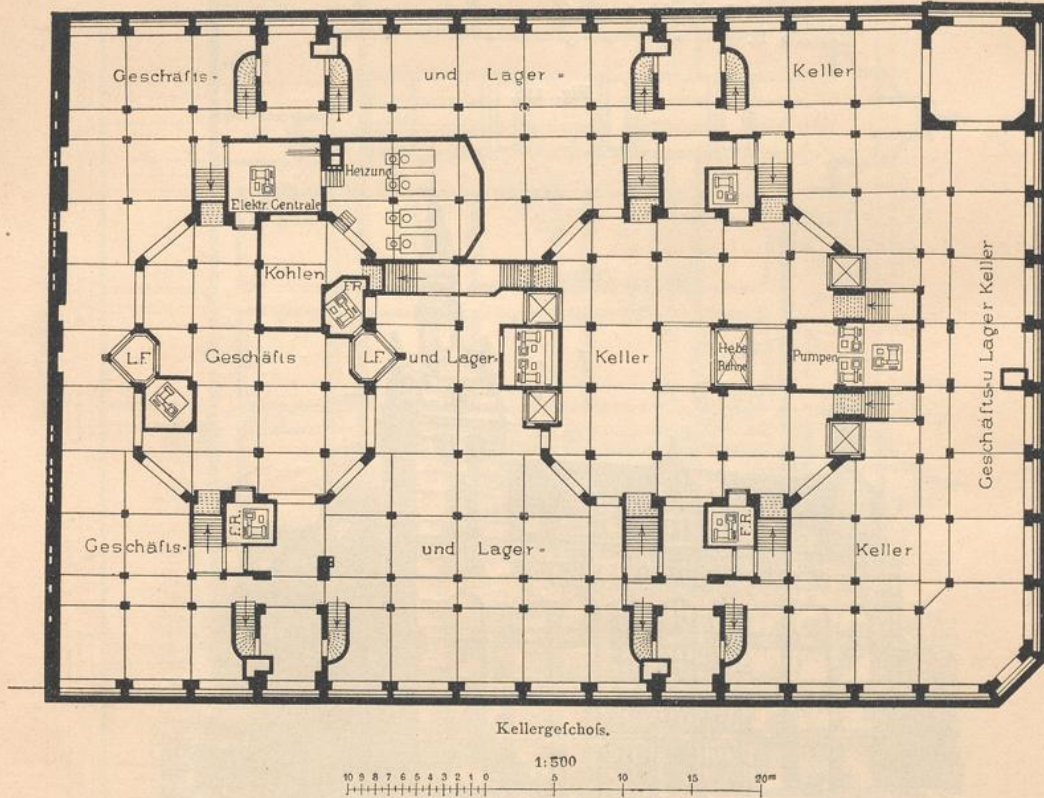 Geschäfts- und Lager- Keller
Heizung
Elektr. Centrale
Kohlen
F.R.
L.F.
Geschäfts
L.F.
und Lager-
Keller
Hebe
Bühne
Pumpen
Geschäfts- u Lager Keller
F.R.
F.R.
Geschäfts- und Lager- Keller
Kellergeſchoſs.
1:500
10 9 8 7 6 5 4 3 2 1 0 5 10 15 20ᵐ